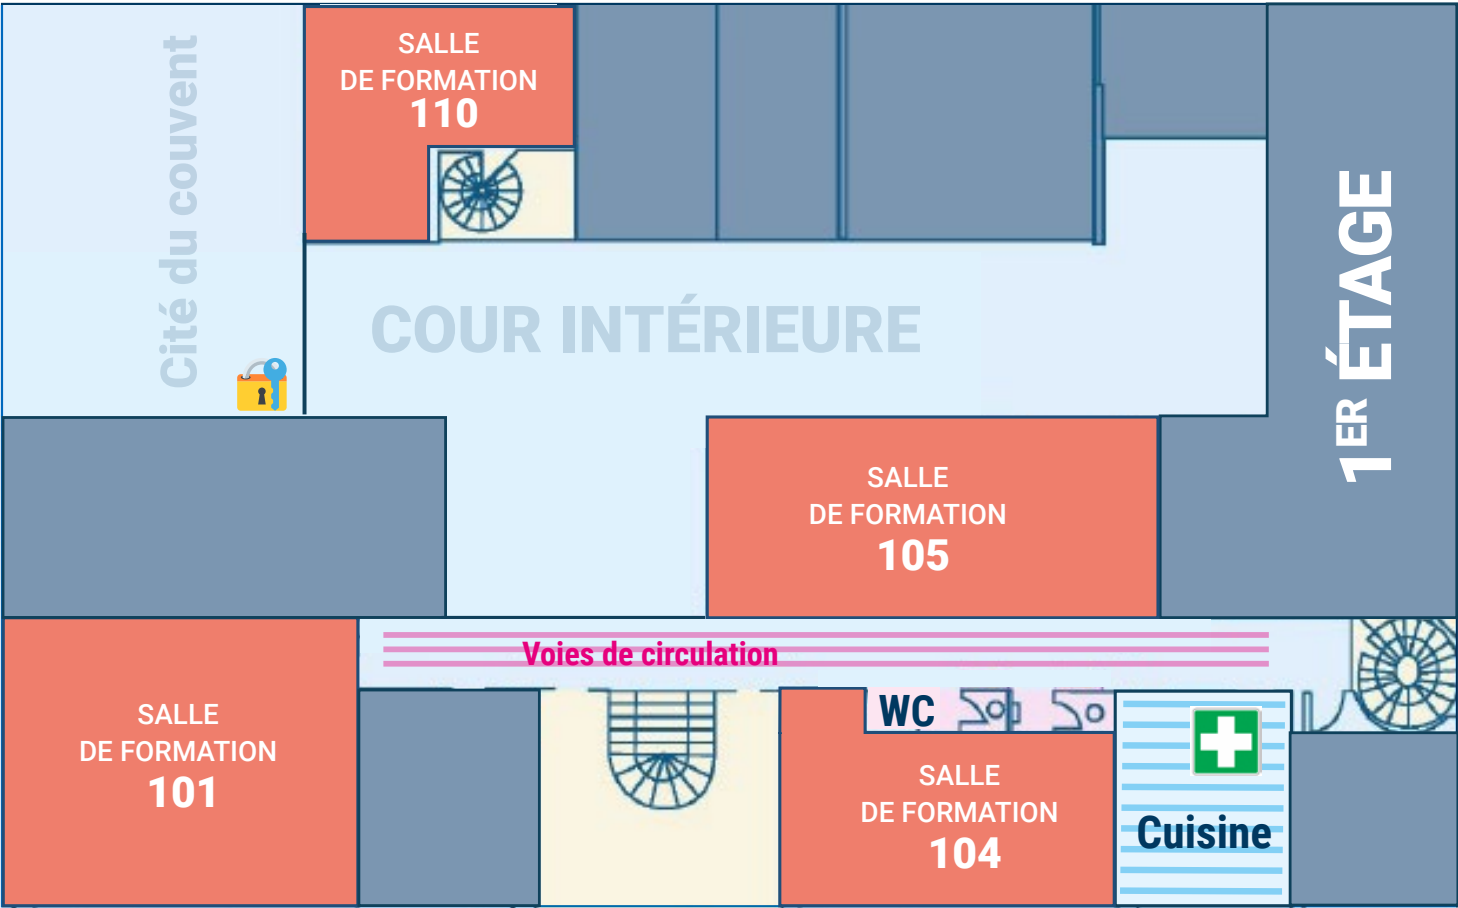 Cité du couvent
SALLE
DE FORMATION
110
COUR INTÉRIEURE
1ER ÉTAGE
SALLE
DE FORMATION
105
Voies de circulation
SALLE
DE FORMATION
101
WC
SALLE
DE FORMATION
104
Cuisine